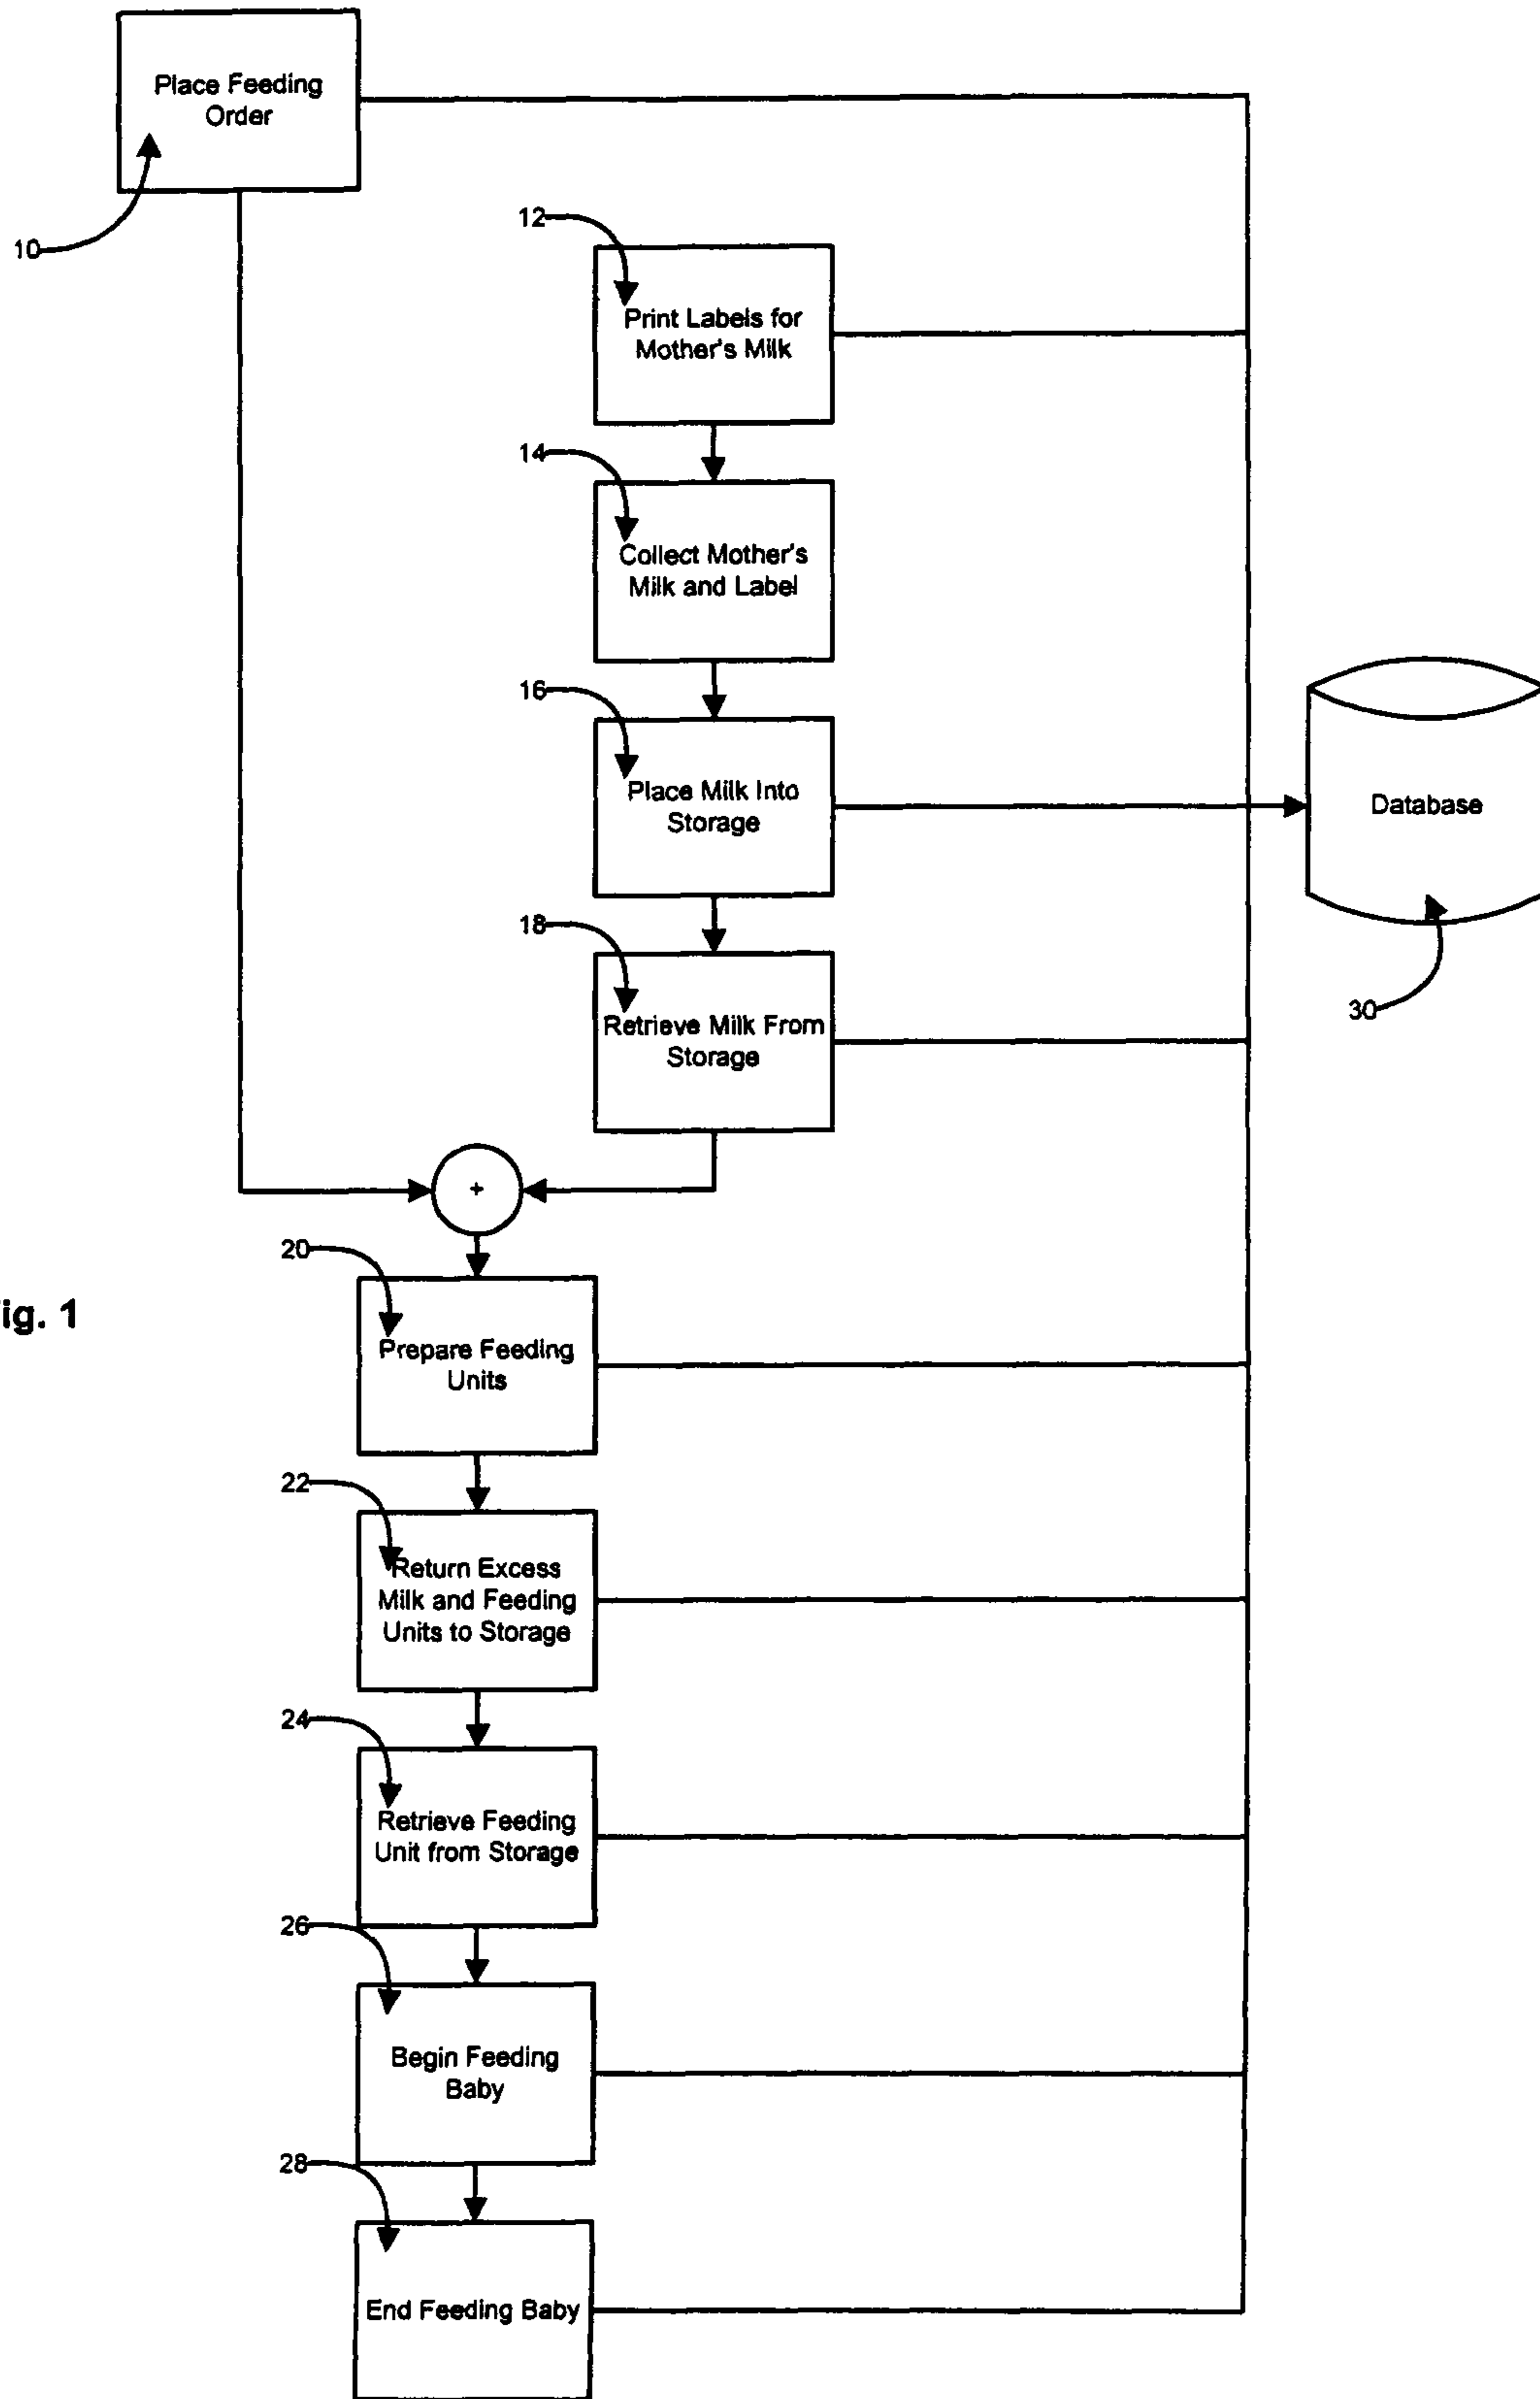 Place Feeding
Order
10
12
Print Labels for
Mother's Milk
14
Collect Mother's
Milk and Label
16
Place Milk Into
Storage
Database
18
Retrieve Milk From
Storage
30
+
20
ig. 1
Prepare Feeding
Units
22
Return Excess
Milk and Feeding
Units to Storage
24
Retrieve Feeding
Unit from Storage
26
Begin Feeding
Baby
28
End Feeding Baby